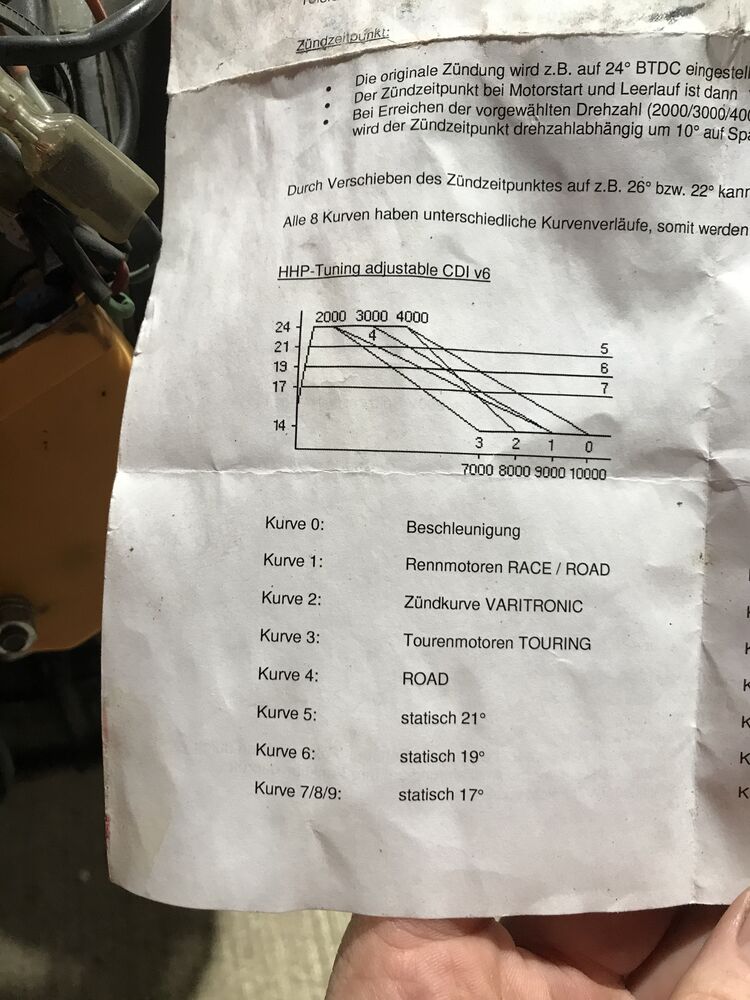 Zündzeitpunkt:
Die originale Zündung wird z.B. auf 24° BTDC
Der Zündzeitpunkt bei Motorstart und Leerlauf ist dann
Bei Erreichen der vorgewählten Drehzahl (2000/3000/
wird der Zündzeitpunkt drehzahlabhängig um 10° auf
Durch Verschieben des Zündzeitpunktes auf z.B. 26° bzw. 22°
Alle 8 Kurven haben unterschiedliche Kurvenverläufe, somit werden
HHP-Tuning adjustable CDI v6
2000 3000 4000
24
4
21
5
19
6
17
7
14
3 2 1 0
7000 8000 9000 10000
Kurve 0: Beschleunigung
Kurve 1: Rennmotoren RACE / ROAD
Kurve 2: Zündkurve VARITRONIC
Kurve 3: Tourenmotoren TOURING
Kurve 4: ROAD
Kurve 5: statisch 21°
Kurve 6: statisch 19°
Kurve 7/8/9: statisch 17°